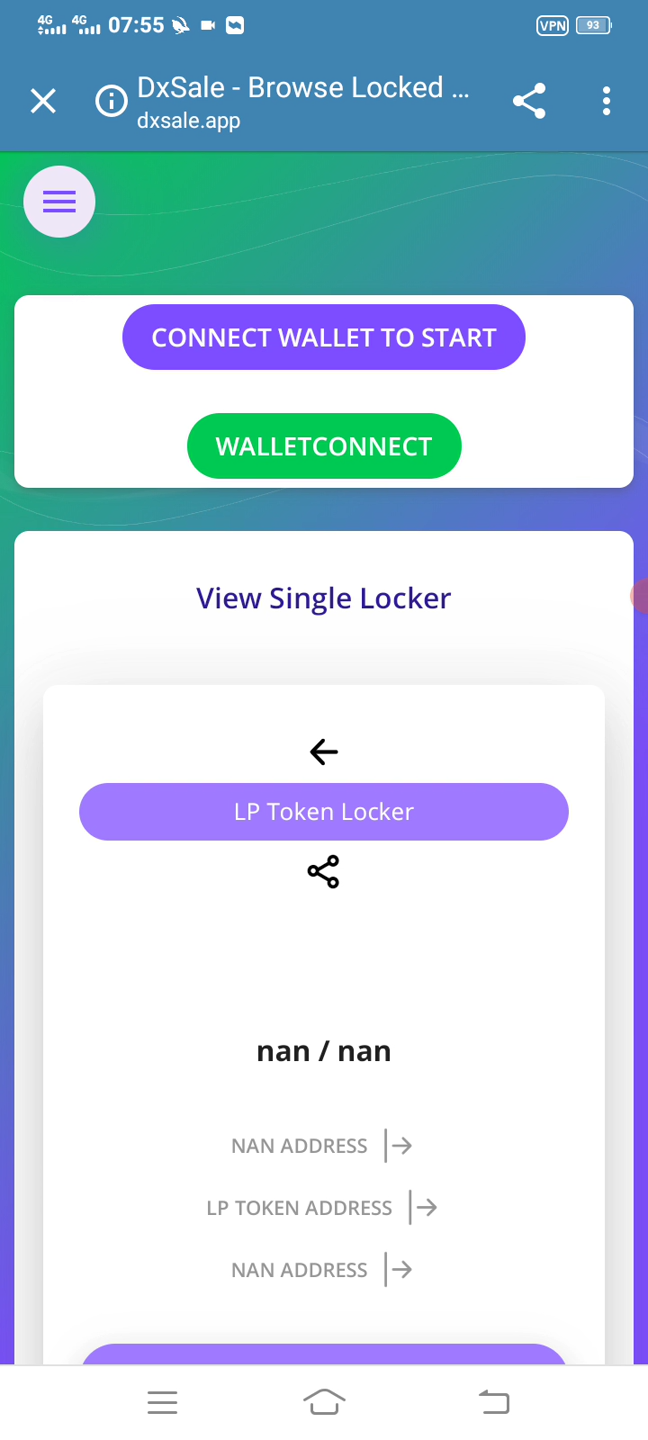 4G 4G 07:55 VPN 93
DxSale - Browse Locked ...
dxsale.app
CONNECT WALLET TO START
WALLETCONNECT
View Single Locker
LP Token Locker
nan / nan
NAN ADDRESS
LP TOKEN ADDRESS
NAN ADDRESS